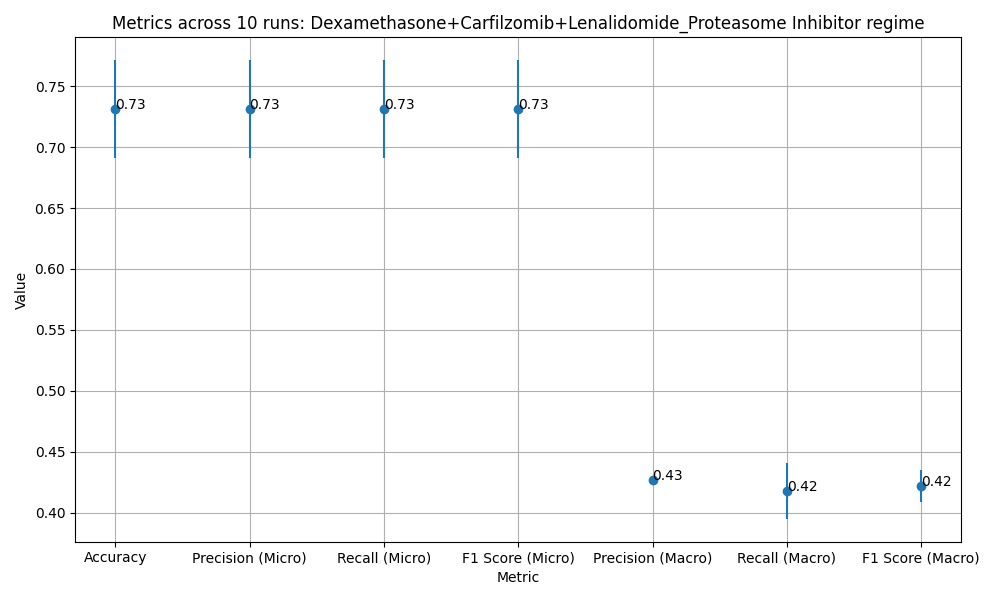 Metrics across 10 runs: Dexamethasone+Carfilzomib+Lenalidomide_Proteasome Inhibitor regime
0.75
0.70
0.65
0.60
0.55
0.50
0.45
0.40
Value
0.73
0.73
0.73
0.73
0.43
0.42
0.42
Accuracy
Precision (Micro)
Recall (Micro)
F1 Score (Micro)
Precision (Macro)
Recall (Macro)
F1 Score (Macro)
Metric